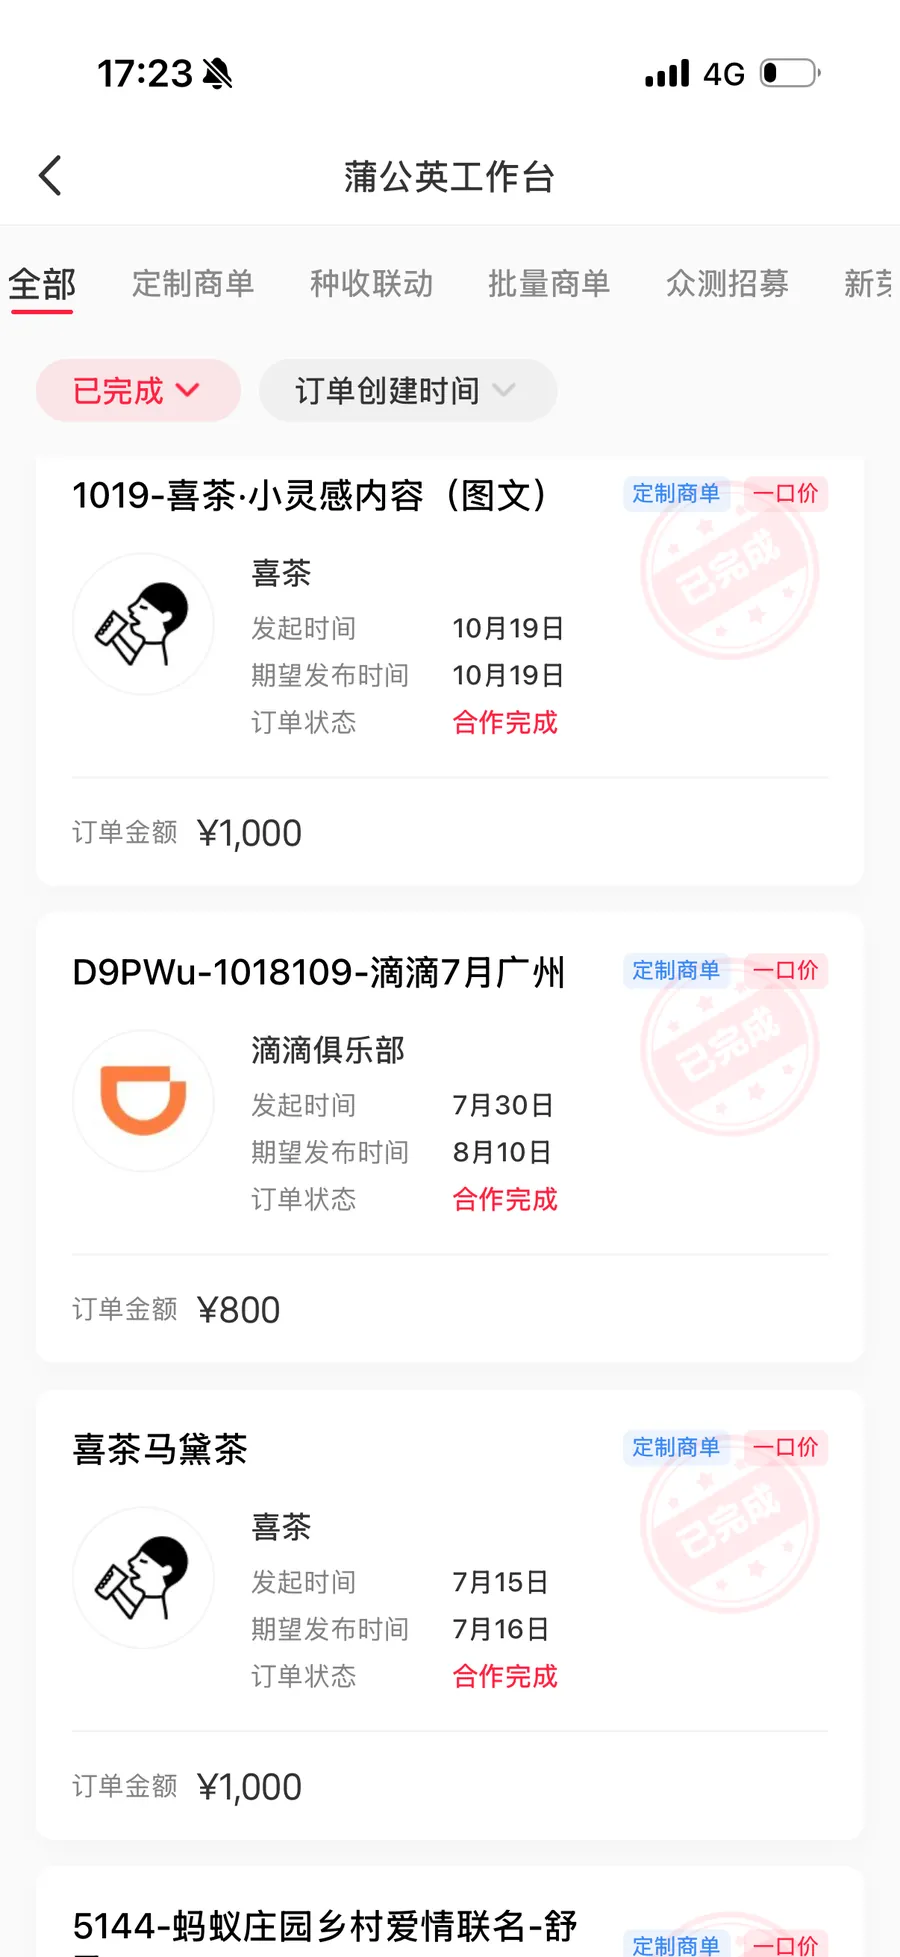 17:23
4G
蒲公英工作台
全部 定制商单 种收联动 批量商单 众测招募
已完成 订单创建时间
1019-喜茶·小灵感内容（图文） 定制商单 一口价
已完成
喜茶
发起时间 10月19日
期望发布时间 10月19日
订单状态 合作完成
订单金额 ¥1,000
D9PWu-1018109-滴滴7月广州 定制商单 一口价
已完成
滴滴俱乐部
发起时间 7月30日
期望发布时间 8月10日
订单状态 合作完成
订单金额 ¥800
喜茶马黛茶 定制商单 一口价
已完成
喜茶
发起时间 7月15日
期望发布时间 7月16日
订单状态 合作完成
订单金额 ¥1,000
5144-蚂蚁庄园乡村爱情联名-舒 定制商单 一口价